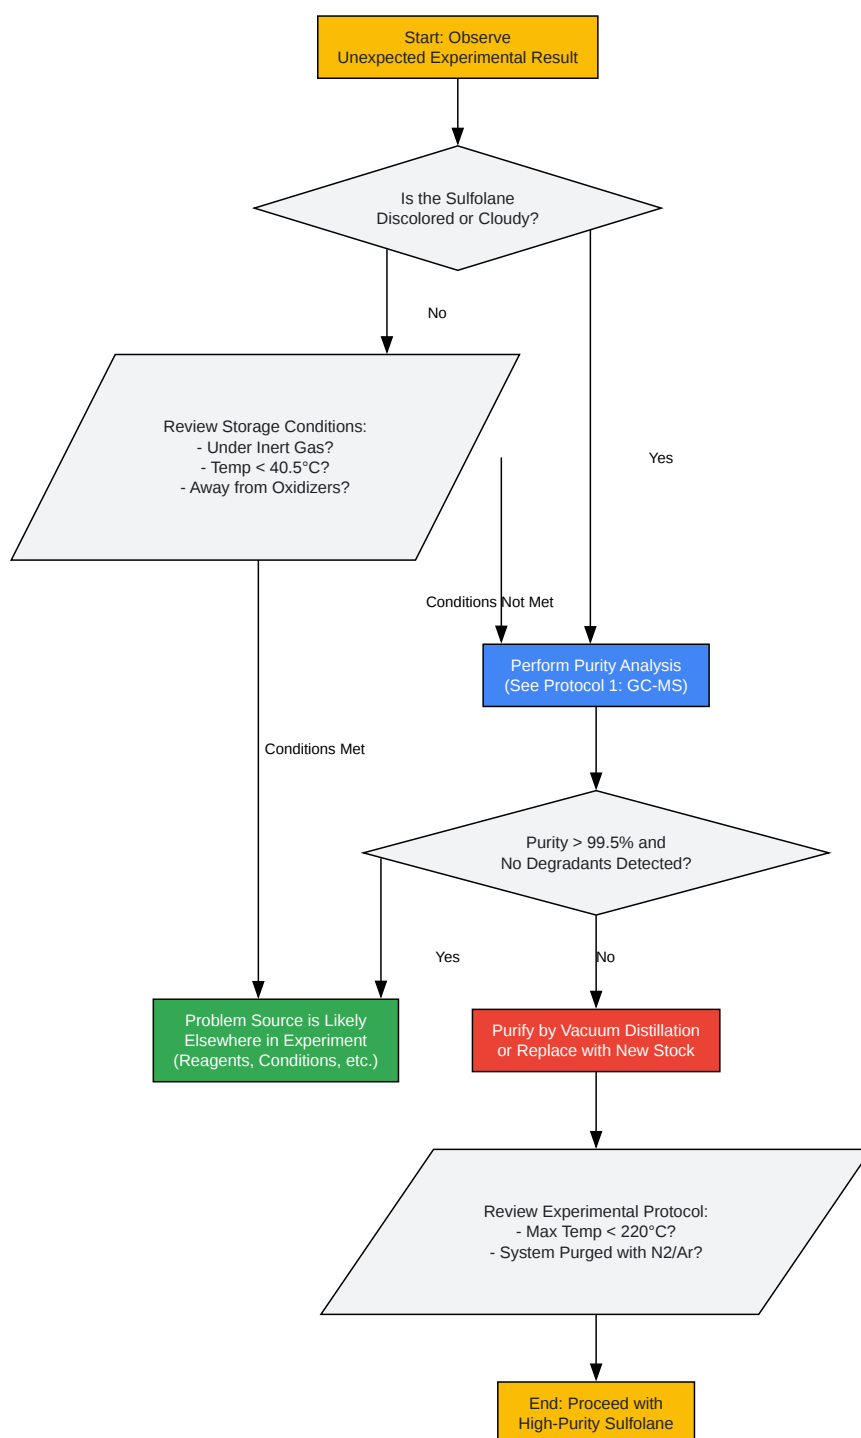 Start: Observe
Unexpected Experimental Result
Is the Sulfolane
Discolored or Cloudy?
No
Review Storage Conditions:
- Under Inert Gas?
- Temp < 40.5°C?
- Away from Oxidizers?
Yes
Conditions Not Met
Perform Purity Analysis
(See Protocol 1: GC-MS)
Conditions Met
Purity > 99.5% and
No Degradants Detected?
Yes
No
Problem Source is Likely
Elsewhere in Experiment
(Reagents, Conditions, etc.)
Purify by Vacuum Distillation
or Replace with New Stock
Review Experimental Protocol:
- Max Temp < 220°C?
- System Purged with N2/Ar?
End: Proceed with
High-Purity Sulfolane